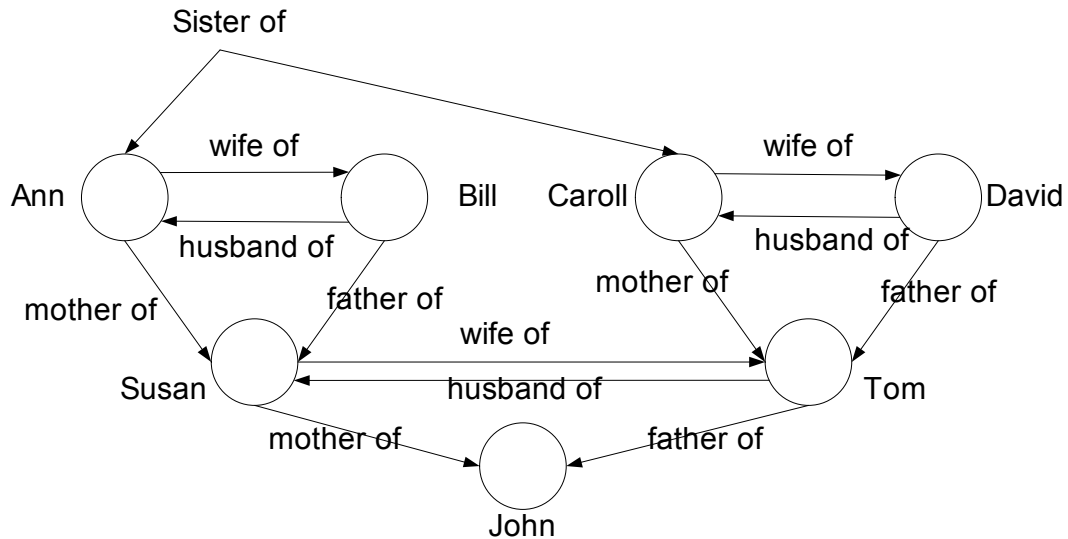 Sister of
wife of
wife of
Ann
Bill
Caroll
David
husband of
husband of
mother of
father of
mother of
father of
wife of
Susan
husband of
Tom
mother of
father of
John